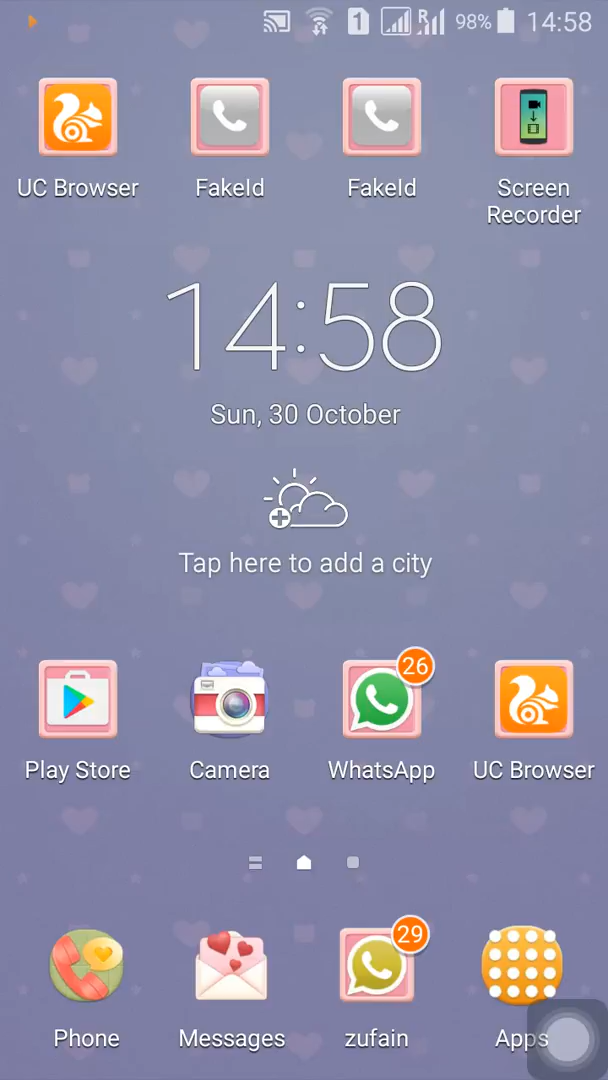 1 R 98% 14:58
UC Browser FakeId FakeId Screen
Recorder
14:58
Sun, 30 October
Tap here to add a city
26
Play Store Camera WhatsApp UC Browser
29
Phone Messages zufain Apps